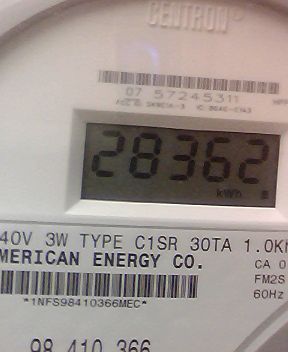 CENTRON®
07 57245311
28362
kWh
40V 3W TYPE C1SR 30TA 1.0
MERICAN ENERGY CO.
CA 0
FM2S
60Hz
*1NFS98410366MEC*
98 410 366